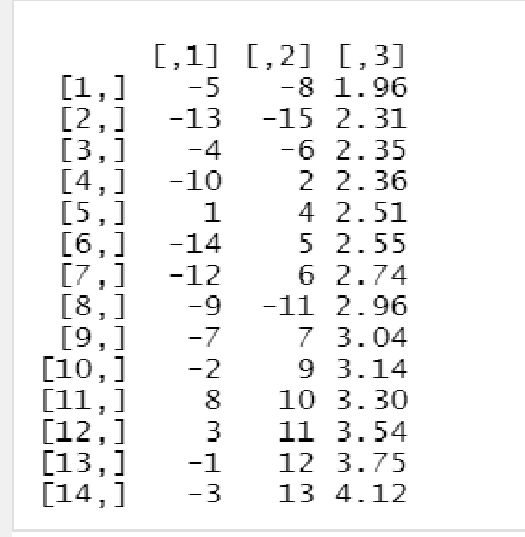 [,1] [,2] [,3]
[1,] -5 -8 1.96
[2,] -13 -15 2.31
[3,] -4 -6 2.35
[4,] -10 2 2.36
[5,] 1 4 2.51
[6,] -14 5 2.55
[7,] -12 6 2.74
[8,] -9 -11 2.96
[9,] -7 7 3.04
[10,] -2 9 3.14
[11,] 8 10 3.30
[12,] 3 11 3.54
[13,] -1 12 3.75
[14,] -3 13 4.12